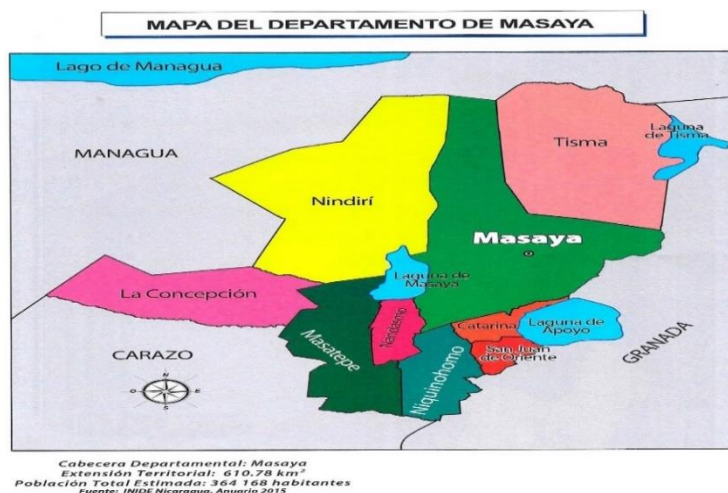 MAPA DEL DEPARTAMENTO DE MASAYA
Lago de Managua
MANAGUA
Tisma
Laguna
de Tisma
Nindirí
Masaya
Laguna de
Masaya
La Concepción
Masatepe
Nandasmo
Catarina
Laguna de
Apoyo
San Juan
de Oriente
Niquinohomo
GRANADA
CARAZO
N
O
E
S
Cabecera Departamental: Masaya
Extensión Territorial: 610.78 km²
Población Total Estimada: 364 168 habitantes
Fuente: INIDE Nicaragua, Anuario 2015